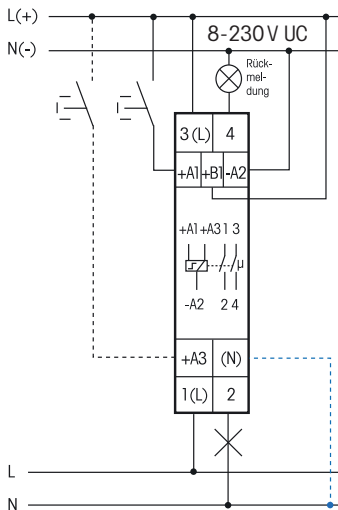 L(+)
8-230V UC
N(-)
Rück-
mel-
dung
3(L) 4
+A1 +B1 -A2
+A1 +A3 1 3
µ
-A2 2 4
+A3 (N)
1(L) 2
L
N